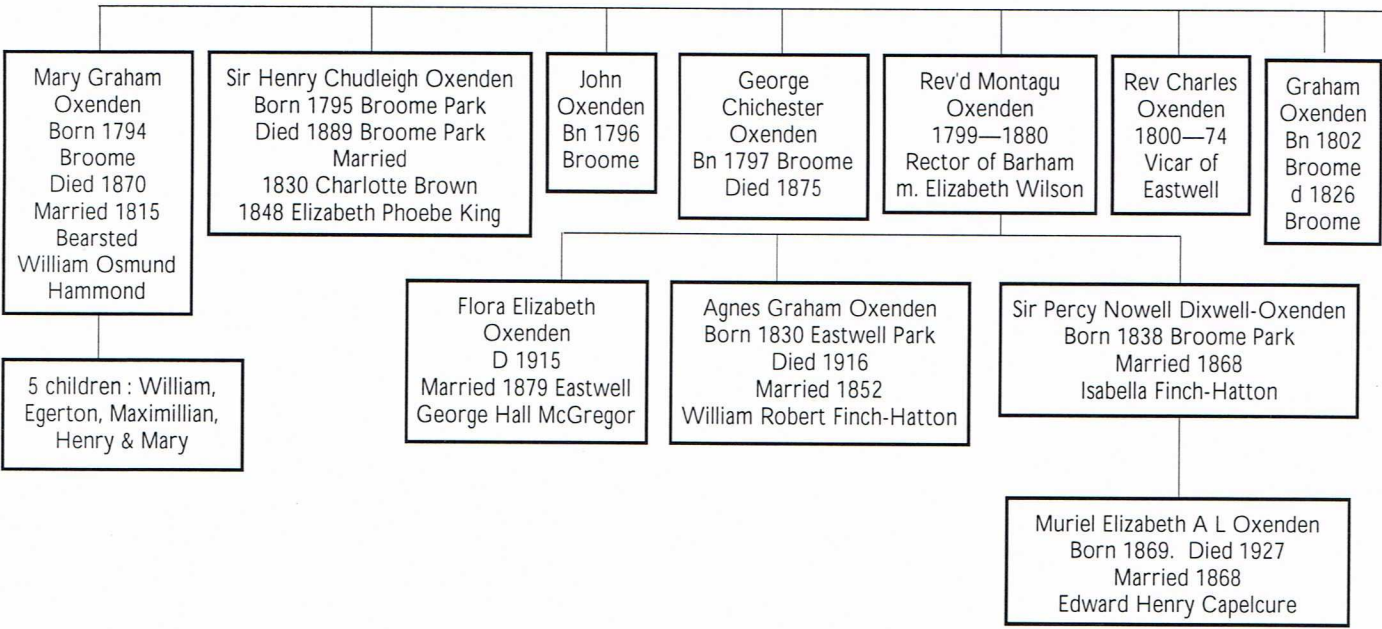 Mary Graham
Oxenden
Born 1794
Broome
Died 1870
Married 1815
Bearsted
William Osmund
Hammond
Sir Henry Chudleigh Oxenden
Born 1795 Broome Park
Died 1889 Broome Park
Married
1830 Charlotte Brown
1848 Elizabeth Phoebe King
John
Oxenden
Bn 1796
Broome
George
Chichester
Oxenden
Bn 1797 Broome
Died 1875
Rev'd Montagu
Oxenden
1799—1880
Rector of Barham
m. Elizabeth Wilson
Rev Charles
Oxenden
1800—74
Vicar of
Eastwell
Graham
Oxenden
Bn 1802
Broome
d 1826
Broome
5 children : William,
Egerton, Maximillian,
Henry & Mary
Flora Elizabeth
Oxenden
D 1915
Married 1879 Eastwell
George Hall McGregor
Agnes Graham Oxenden
Born 1830 Eastwell Park
Died 1916
Married 1852
William Robert Finch-Hatton
Sir Percy Nowell Dixwell-Oxenden
Born 1838 Broome Park
Married 1868
Isabella Finch-Hatton
Muriel Elizabeth A L Oxenden
Born 1869. Died 1927
Married 1868
Edward Henry Capelcure